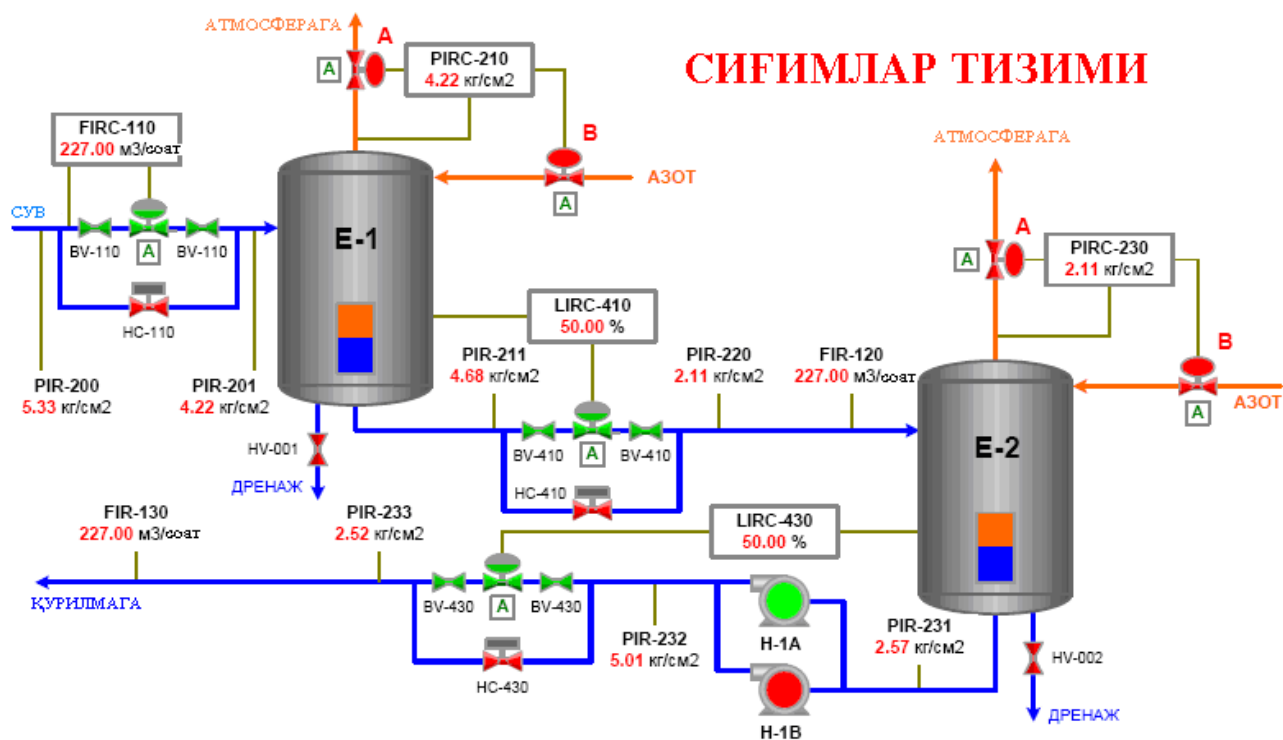 АТМОСФЕРАГА
A
A
PIRC-210
4.22 кг/см2
СИҒИМЛАР ТИЗИМИ
FIRC-110
227.00 м3/соат
B
АТМОСФЕРАГА
АЗОТ
A
СУВ
BV-110
A
BV-110
E-1
A
A
PIRC-230
2.11 кг/см2
HC-110
LIRC-410
50.00 %
PIR-200
5.33 кг/см2
PIR-201
4.22 кг/см2
PIR-211
4.68 кг/см2
PIR-220
2.11 кг/см2
FIR-120
227.00 м3/соат
B
АЗОТ
A
HV-001
ДРЕНАЖ
BV-410
A
BV-410
HC-410
E-2
FIR-130
227.00 м3/соат
PIR-233
2.52 кг/см2
LIRC-430
50.00 %
ҚУРИЛМАГА
BV-430
A
BV-430
HC-430
PIR-232
5.01 кг/см2
Н-1А
PIR-231
2.57 кг/см2
HV-002
Н-1В
ДРЕНАЖ